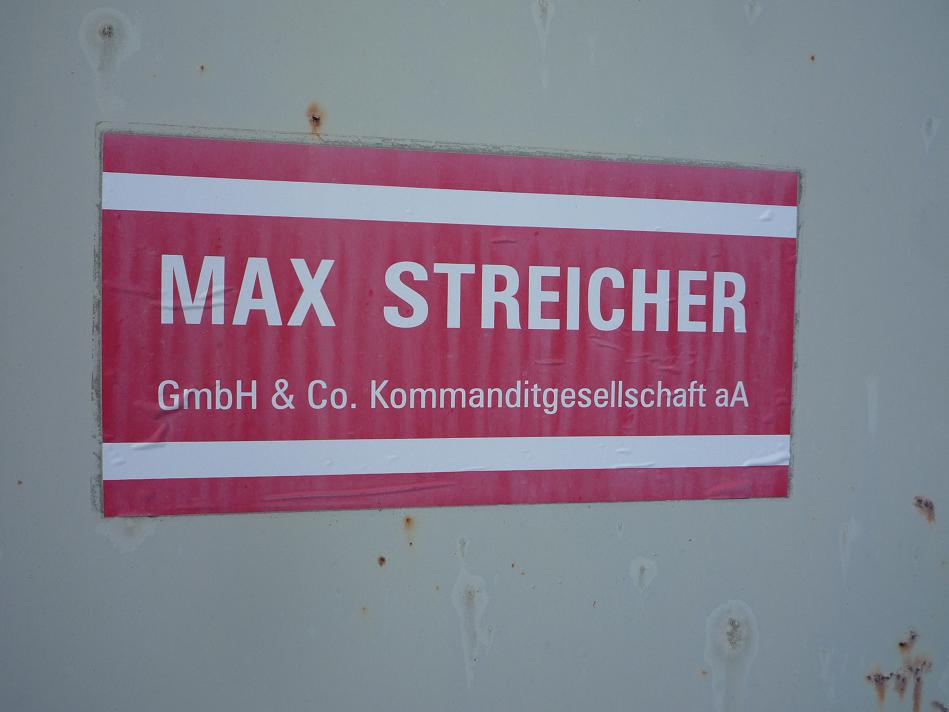 MAX STREICHER
GmbH & Co. Kommanditgesellschaft aA